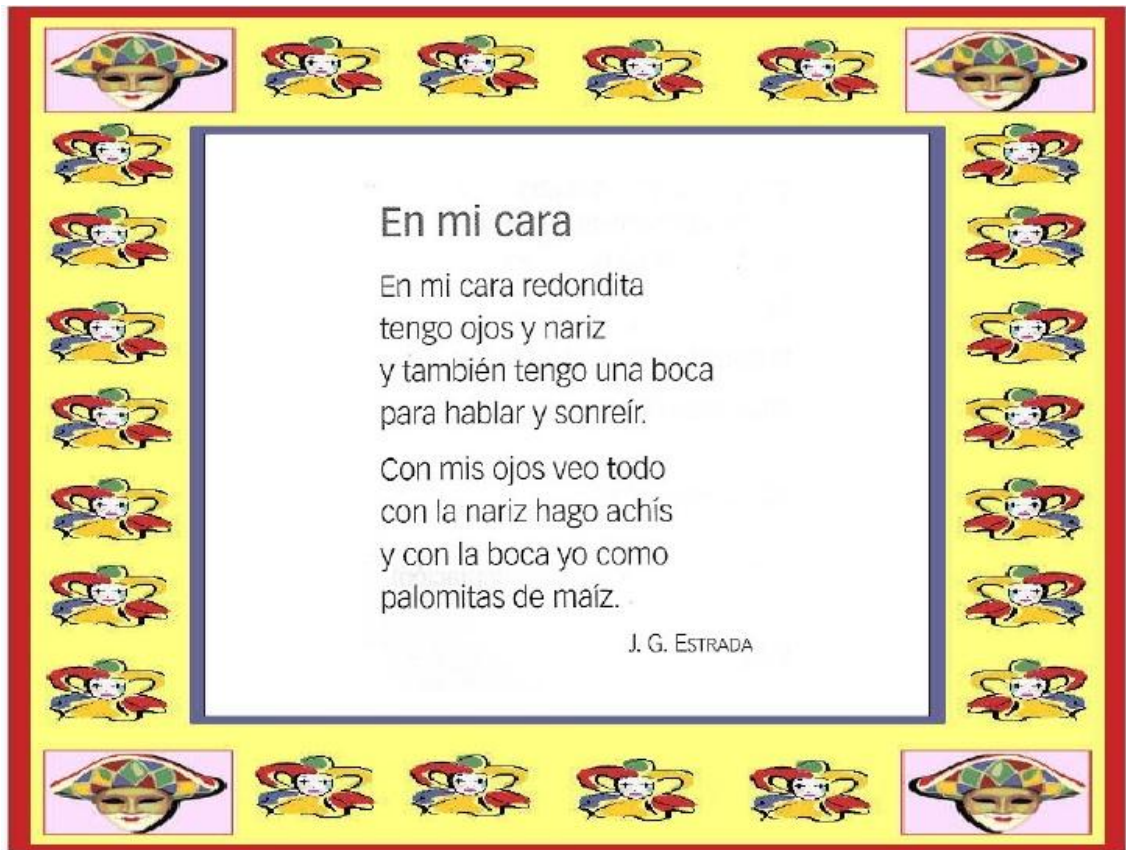 En mi cara
En mi cara redondita
tengo ojos y nariz
y también tengo una boca
para hablar y sonreír.
Con mis ojos veo todo
con la nariz hago achís
y con la boca yo como
palomitas de maíz.
J. G. ESTRADA